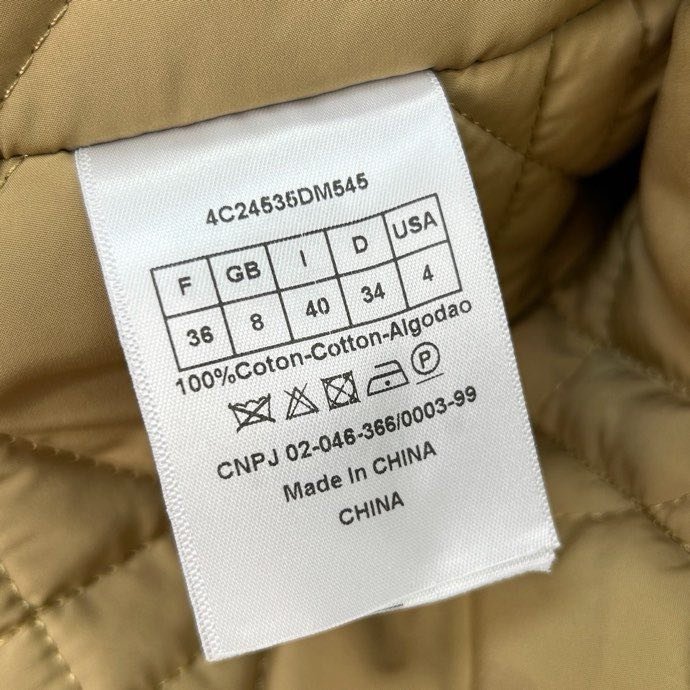 4C24535DM545
F GB I D USA
36 8 40 34 4
100%Coton-Cotton-Algodao
P
CNPJ 02-046-366/0003-99
Made In CHINA
CHINA